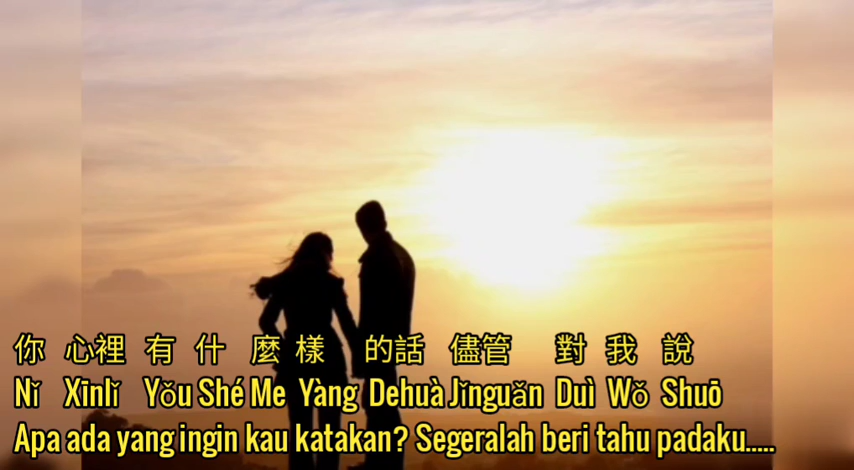 你 心裡 有 什 麼 樣 的話 儘管 對 我 說
Nǐ Xīnlǐ Yǒu Shé Me Yàng Dehuà Jǐnguǎn Duì Wǒ Shuō
Apa ada yang ingin kau katakan? Segeralah beri tahu padaku.....